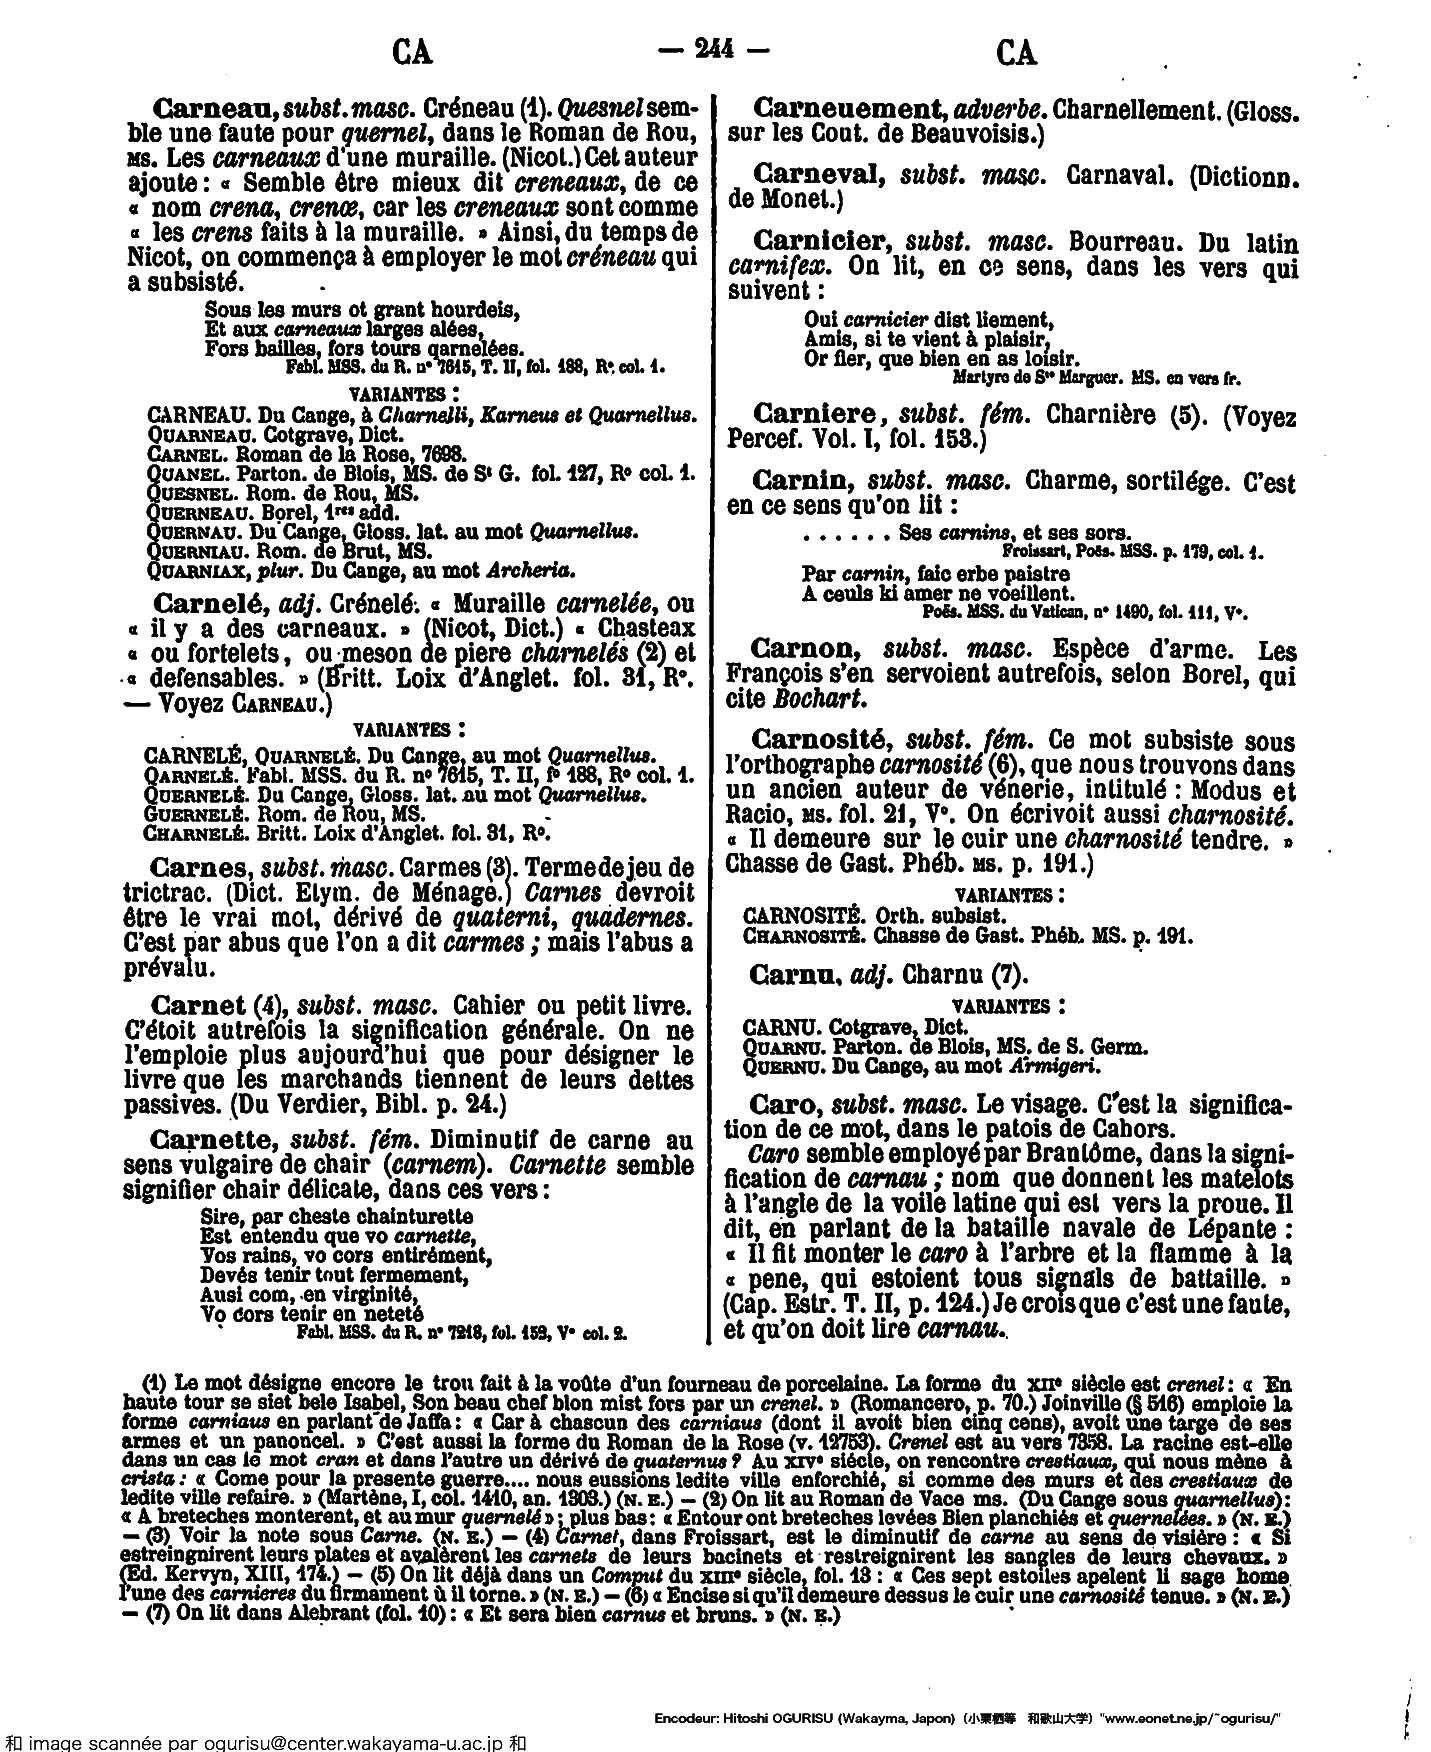 CA — 244 — CA
Carneau, subst. masc. Créneau (1). Quesnel sem-
ble une faute pour quernel, dans le Roman de Rou,
MS. Les carneaux d'une muraille. (Nicot.) Cet auteur
ajoute : « Semble être mieux dit creneaux, de ce
« nom crena, crenœ, car les creneaux sont comme
« les crens faits à la muraille. » Ainsi, du temps de
Nicot, on commença à employer le mot créneau qui
a subsisté.
Sous les murs ot grant hourdeis,
Et aux carneaux larges alées,
Fors bailles, fors tours qarnelées.
Fabl. MSS. du R. n° 7615, T. II, fol. 188, R°. col. 1.
VARIANTES :
CARNEAU. Du Cange, à Charnelli, Karneus et Quarnellus.
QUARNEAU. Cotgrave, Dict.
CARNEL. Roman de la Rose, 7698.
QUANEL. Parton. de Blois, MS. de St G. fol. 127, R° col. 1.
QUESNEL. Rom. de Rou, MS.
QUERNEAU. Borel, 1res add.
QUERNAU. Du Cange, Gloss. lat. au mot Quarnellus.
QUERNIAU. Rom. de Brut, MS.
QUARNIAX, plur. Du Cange, au mot Archeria.
Carnelé, adj. Crénelé. « Muraille carnelée, ou
« il y a des carneaux. » (Nicot, Dict.) « Chasteax
« ou fortelets, ou meson de piere charnelés (2) et
« defensables. » (Britt. Loix d'Anglet. fol. 31, R°.
— Voyez CARNEAU.)
VARIANTES :
CARNELÉ, QUARNELÉ. Du Cange, au mot Quarnellus.
QARNELÉ. Fabl. MSS. du R. n° 7615, T. II, f° 188, R° col. 1.
QUERNELÉ. Du Cange, Gloss. lat. au mot Quarnellus.
GUERNELÉ. Rom. de Rou, MS.
CHARNELÉ. Britt. Loix d'Anglet. fol. 31, R°.
Carnes, subst. masc. Carmes (3). Terme de jeu de
trictrac. (Dict. Etym. de Ménage.) Carnes devroit
être le vrai mot, dérivé de quaterni, quadernes.
C'est par abus que l'on a dit carmes ; mais l'abus a
prévalu.
Carnet (4), subst. masc. Cahier ou petit livre.
C'étoit autrefois la signification générale. On ne
l'emploie plus aujourd'hui que pour désigner le
livre que les marchands tiennent de leurs dettes
passives. (Du Verdier, Bibl. p. 24.)
Carnette, subst. fém. Diminutif de carne au
sens vulgaire de chair (carnem). Carnette semble
signifier chair délicate, dans ces vers :
Sire, par cheste chainturette
Est entendu que vo carnette,
Vos rains, vo cors entirément,
Devés tenir tout fermement,
Ausi com, en virginité,
Vo cors tenir en neteté
Fabl. MSS. du R. n° 7218, fol. 159, V° col. 2.
Carneuement, adverbe. Charnellement. (Gloss.
sur les Cout. de Beauvoisis.)
Carneval, subst. masc. Carnaval. (Dictionn.
de Monet.)
Carnicier, subst. masc. Bourreau. Du latin
carnifex. On lit, en ce sens, dans les vers qui
suivent :
Oui carnicier dist liement,
Amis, si te vient à plaisir,
Or fier, que bien en as loisir.
Martyre de Ste Marguer. MS. en vers fr.
Carniere, subst. fém. Charnière (5). (Voyez
Percef. Vol. I, fol. 153.)
Carnin, subst. masc. Charme, sortilége. C'est
en ce sens qu'on lit :
. . . . . . Ses carnins, et ses sors.
Froissart, Poës. MSS. p. 179, col. 1.
Par carnin, faic erbe paistre
A ceuls ki amer ne voeillent.
Poës. MSS. du Vatican, n° 1490, fol. 111, V°.
Carnon, subst. masc. Espèce d'arme. Les
François s'en servoient autrefois, selon Borel, qui
cite Bochart.
Carnosité, subst. fém. Ce mot subsiste sous
l'orthographe carnosité (6), que nous trouvons dans
un ancien auteur de vénerie, intitulé : Modus et
Racio, MS. fol. 21, V°. On écrivoit aussi charnosité.
« Il demeure sur le cuir une charnosité tendre. »
Chasse de Gast. Phéb. MS. p. 191.)
VARIANTES :
CARNOSITÉ. Orth. subsist.
CHARNOSITÉ. Chasse de Gast. Phéb. MS. p. 191.
Carnu, adj. Charnu (7).
VARIANTES :
CARNU. Cotgrave, Dict.
QUARNU. Parton. de Blois, MS. de S. Germ.
QUERNU. Du Cange, au mot Armigeri.
Caro, subst. masc. Le visage. C'est la significa-
tion de ce mot, dans le patois de Cahors.
Caro semble employé par Brantôme, dans la signi-
fication de carnau ; nom que donnent les matelots
à l'angle de la voile latine qui est vers la proue. Il
dit, en parlant de la bataille navale de Lépante :
« Il fit monter le caro à l'arbre et la flamme à la
« pene, qui estoient tous signals de battaille. »
(Cap. Estr. T. II, p. 124.) Je crois que c'est une faute,
et qu'on doit lire carnau.
(1) Le mot désigne encore le trou fait à la voûte d'un fourneau de porcelaine. La forme du XIIe siècle est crenel : « En
haute tour se siet bele Isabel, Son beau chef blon mist fors par un crenel. » (Romancero, p. 70.) Joinville (§ 516) emploie la
forme carniaus en parlant de Jaffa : « Car à chascun des carniaus (dont il avoit bien cinq cens), avoit une targe de ses
armes et un panoncel. » C'est aussi la forme du Roman de la Rose (v. 12753). Crenel est au vers 7358. La racine est-elle
dans un cas le mot cran et dans l'autre un dérivé de quaternus ? Au XIVe siécle, on rencontre crestiaux, qui nous mène à
crista : « Come pour la presente guerre.... nous eussions ledite ville enforchié, si comme des murs et des crestiaux de
ledite ville refaire. » (Martène, I, col. 1410, an. 1303.) (N. E.) — (2) On lit au Roman de Vace ms. (Du Cange sous quarnellus) :
« A breteches monterent, et au mur quernelé » ; plus bas : « Entour ont breteches levées Bien planchiés et quernelées. » (N. E.)
— (3) Voir la note sous Carne. (N. E.) — (4) Carnet, dans Froissart, est le diminutif de carne au sens de visière : « Si
estreingnirent leurs plates et avalèrent les carnets de leurs bacinets et restreignirent les sangles de leurs chevaux. »
(Ed. Kervyn, XIII, 174.) — (5) On lit déjà dans un Comput du XIIIe siècle, fol. 13 : « Ces sept estoiles apelent li sage home
l'une des carnieres du firmament ù il torne. » (N. E.) — (6) « Encise si qu'il demeure dessus le cuir une carnosité tenue. » (N. E.)
— (7) On lit dans Alebrant (fol. 10) : « Et sera bien carnus et bruns. » (N. E.)
Encodeur: Hitoshi OGURISU (Wakayma, Japon) (小栗栖等 和歌山大学) "www.eonet.ne.jp/~ogurisu/"
和 image scannée par ogurisu@center.wakayama-u.ac.jp 和